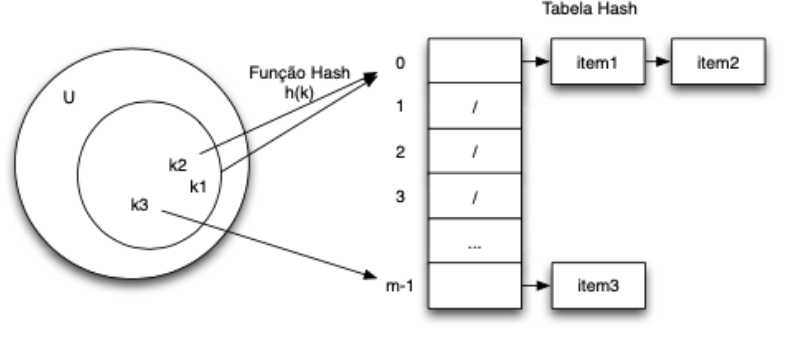 Tabela Hash
Função Hash
h(k)
U
k2
k1
k3
0
item1
item2
1
/
2
/
3
/
...
m-1
item3